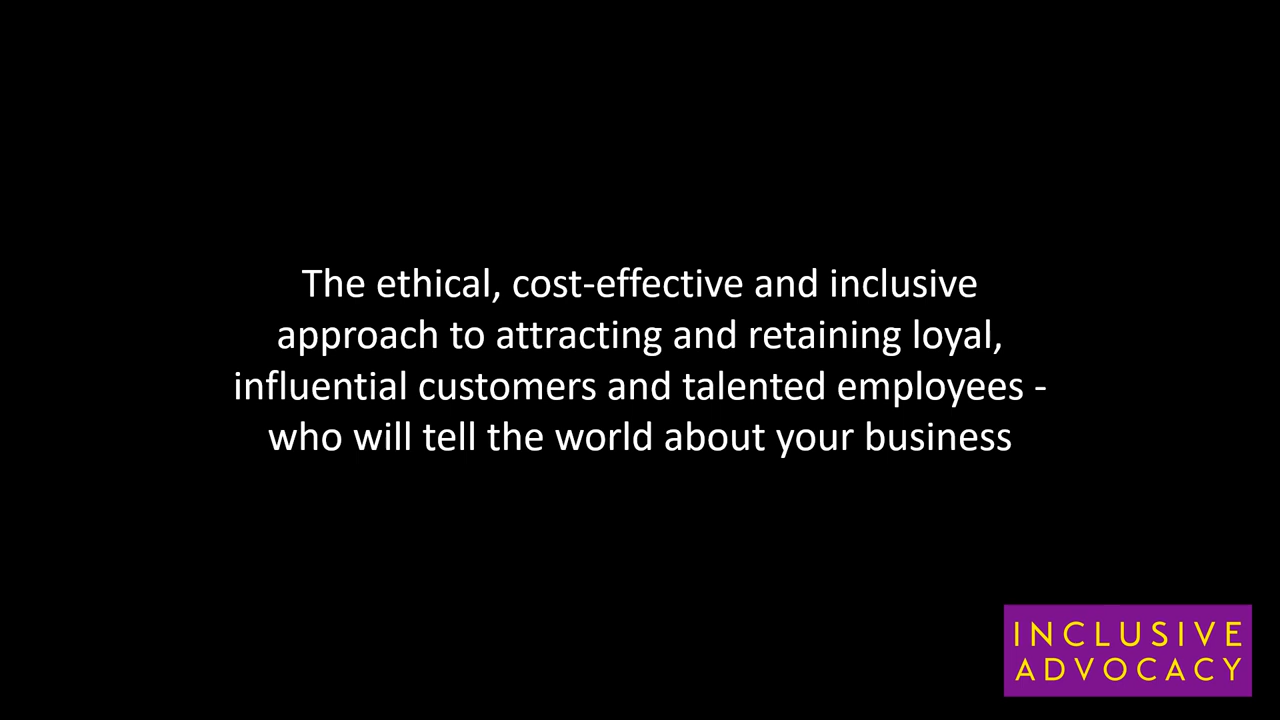 The ethical, cost-effective and inclusive
approach to attracting and retaining loyal,
influential customers and talented employees -
who will tell the world about your business
INCLUSIVE
ADVOCACY